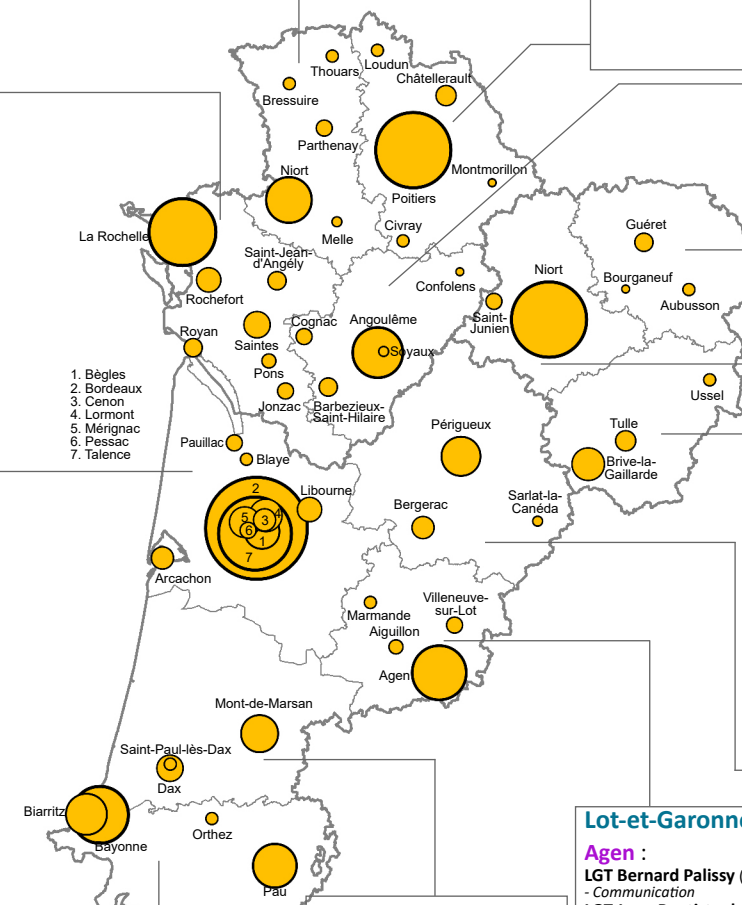 Loudun
Thouars
Châtellerault
Bressuire
Parthenay
Montmorillon
Niort
Poitiers
La Rochelle
Melle
Civray
Guéret
Saint-Jean-
d'Angély
Confolens
Niort
Bourganeuf
Rochefort
Aubusson
Cognac
Angoulême
Saint-
Junien
Royan
Saintes
Soyaux
Pons
1. Bègles
2. Bordeaux
3. Cenon
4. Lormont
5. Mérignac
6. Pessac
7. Talence
Jonzac
Barbezieux-
Saint-Hilaire
Ussel
Périgueux
Tulle
Pauillac
Blaye
Brive-la-
Gaillarde
2
Libourne
Sarlat-la-
Canéda
Bergerac
5
4
3
6
1
7
Arcachon
Villeneuve-
sur-Lot
Marmande
Aiguillon
Agen
Mont-de-Marsan
Saint-Paul-lès-Dax
Dax
Biarritz
Bayonne
Orthez
Pau
Lot-et-Garonne
Agen :
LGT Bernard Palissy (
- Communication